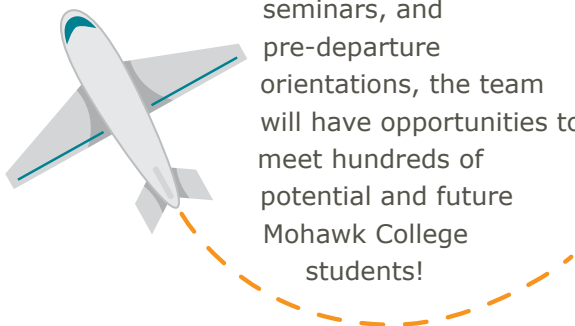 seminars, and
pre-departure
orientations, the team
will have opportunities to
meet hundreds of
potential and future
Mohawk College
students!